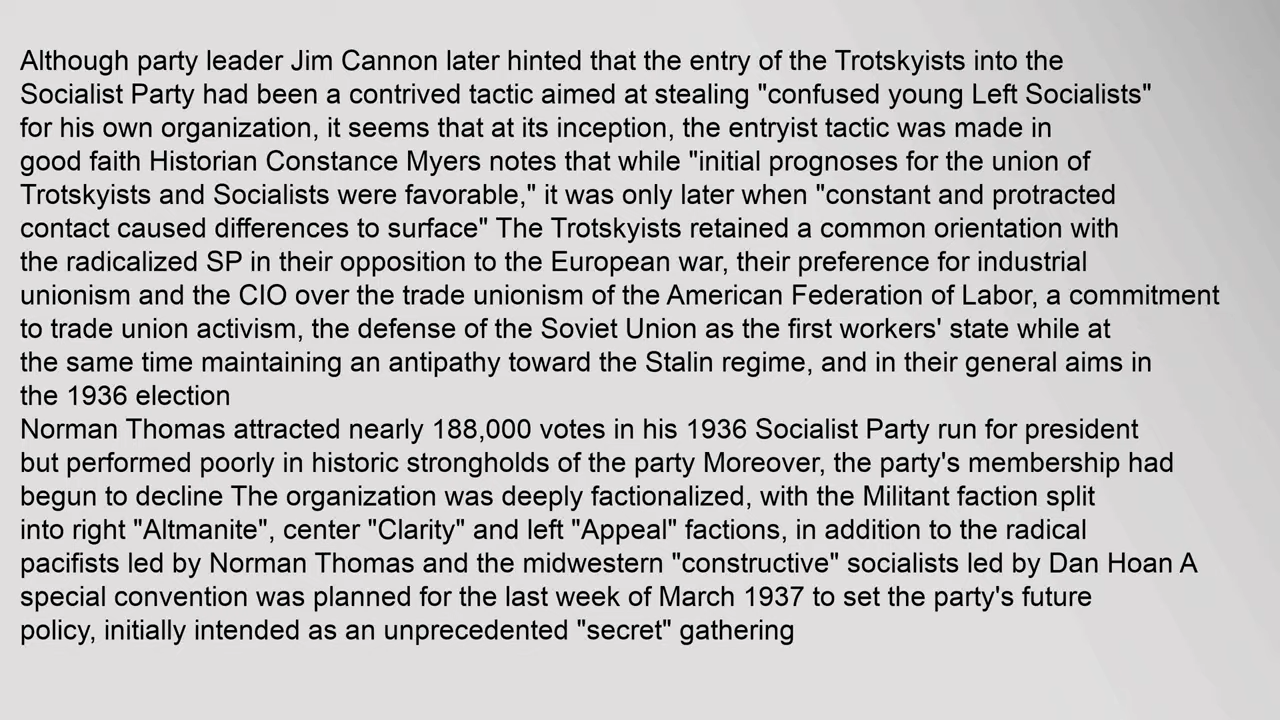 Although party leader Jim Cannon later hinted that the entry of the Trotskyists into the
Socialist Party had been a contrived tactic aimed at stealing "confused young Left Socialists"
for his own organization, it seems that at its inception, the entryist tactic was made in
good faith Historian Constance Myers notes that while "initial prognoses for the union of
Trotskyists and Socialists were favorable," it was only later when "constant and protracted
contact caused differences to surface" The Trotskyists retained a common orientation with
the radicalized SP in their opposition to the European war, their preference for industrial
unionism and the CIO over the trade unionism of the American Federation of Labor, a commitment
to trade union activism, the defense of the Soviet Union as the first workers' state while at
the same time maintaining an antipathy toward the Stalin regime, and in their general aims in
the 1936 election
Norman Thomas attracted nearly 188,000 votes in his 1936 Socialist Party run for president
but performed poorly in historic strongholds of the party Moreover, the party's membership had
begun to decline The organization was deeply factionalized, with the Militant faction split
into right "Altmanite", center "Clarity" and left "Appeal" factions, in addition to the radical
pacifists led by Norman Thomas and the midwestern "constructive" socialists led by Dan Hoan A
special convention was planned for the last week of March 1937 to set the party's future
policy, initially intended as an unprecedented "secret" gathering